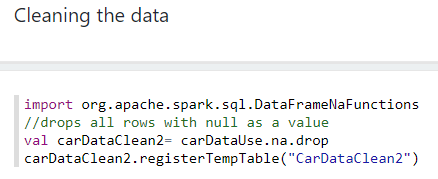 Cleaning the data
import org.apache.spark.sql.DataFrameNaFunctions
//drops all rows with null as a value
val carDataClean2= carDataUse.na.drop
carDataClean2.registerTempTable("CarDataClean2")